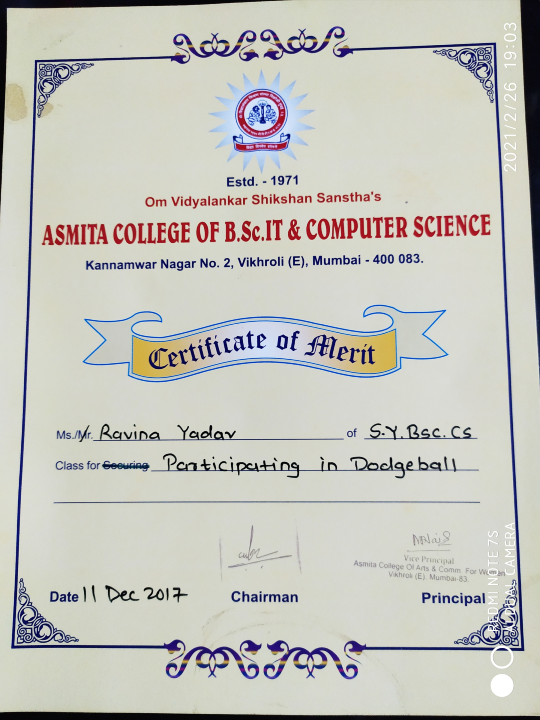 Estd. - 1971
Om Vidyalankar Shikshan Sanstha's
ASMITA COLLEGE OF B.Sc.IT & COMPUTER SCIENCE
Kannamwar Nagar No. 2, Vikhroli (E), Mumbai - 400 083.
Certificate of Merit
Ms./Mr. Ravina Yadav of S.Y.Bsc.CS
Class for Securing Participating in Dodgeball
Vice Principal
Asmita College Of Arts & Comm. For Women
Vikhroli (E), Mumbai-83.
Date 11 Dec 2017 Chairman Principal
2021/2/26 19:03
REDMI NOTE 7S
DUAL CAMERA